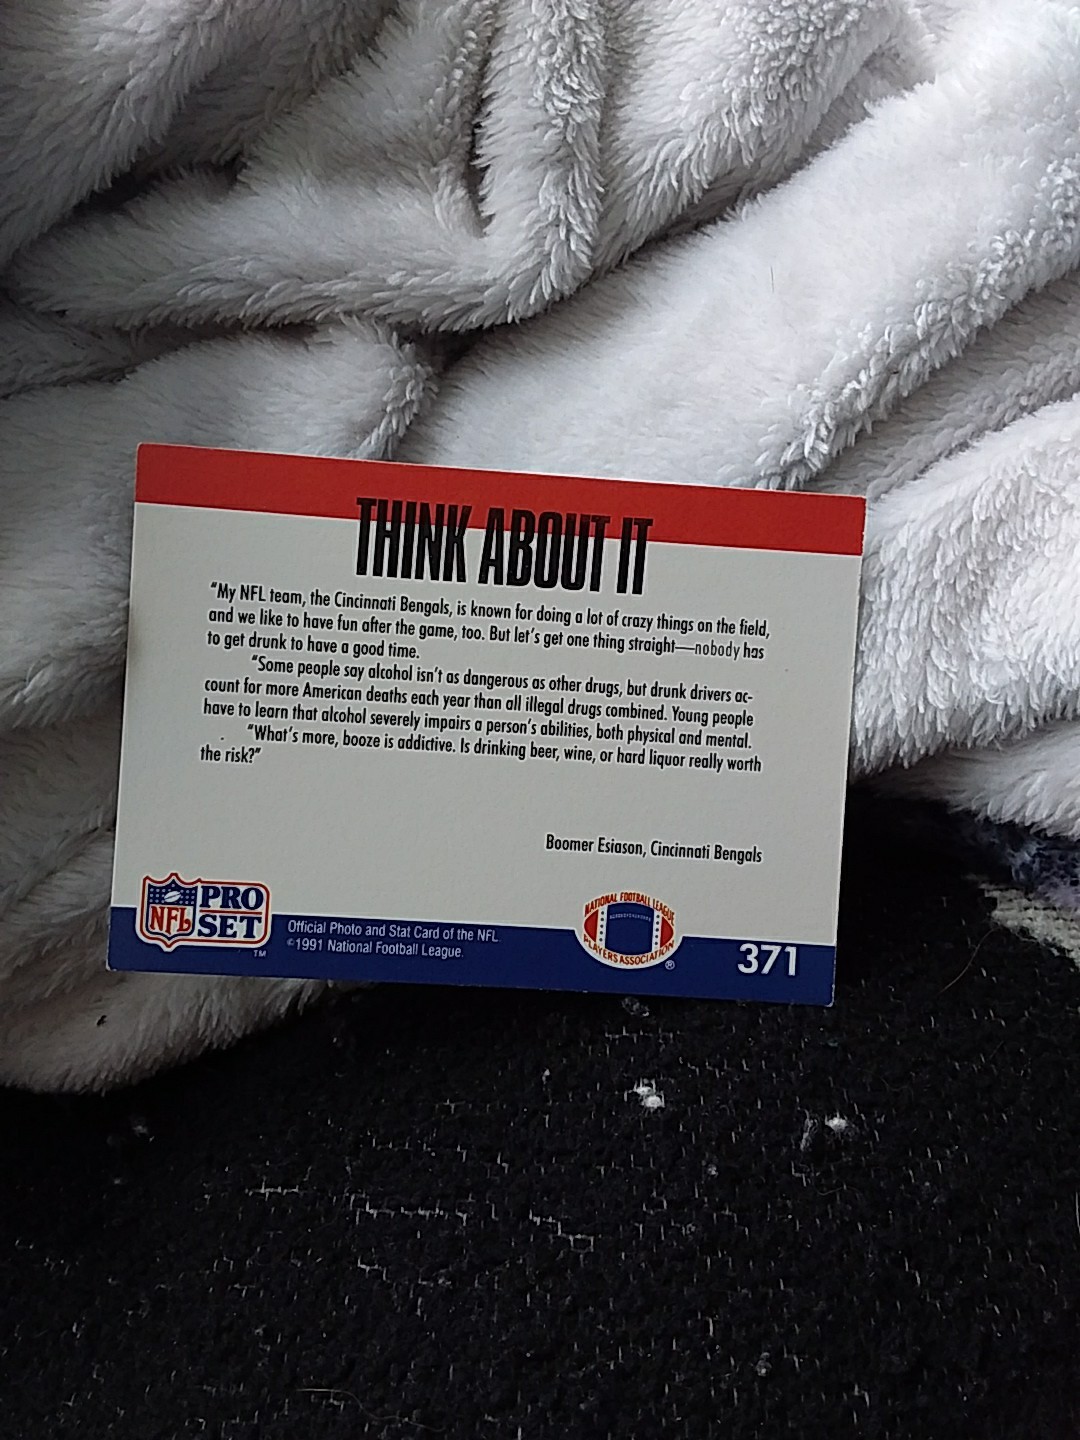 THINK ABOUT IT
"My NFL team, the Cincinnati Bengals, is known for doing a lot of crazy things on the field,
and we like to have fun after the game, too. But let's get one thing straight—nobody has
to get drunk to have a good time.
"Some people say alcohol isn't as dangerous as other drugs, but drunk drivers ac-
count for more American deaths each year than all illegal drugs combined. Young people
have to learn that alcohol severely impairs a person's abilities, both physical and mental.
"What's more, booze is addictive. Is drinking beer, wine, or hard liquor really worth
the risk?"
Boomer Esiason, Cincinnati Bengals
NFL PRO SET TM
Official Photo and Stat Card of the NFL.
©1991 National Football League.
NATIONAL FOOTBALL LEAGUE
PLAYERS ASSOCIATION ®
371